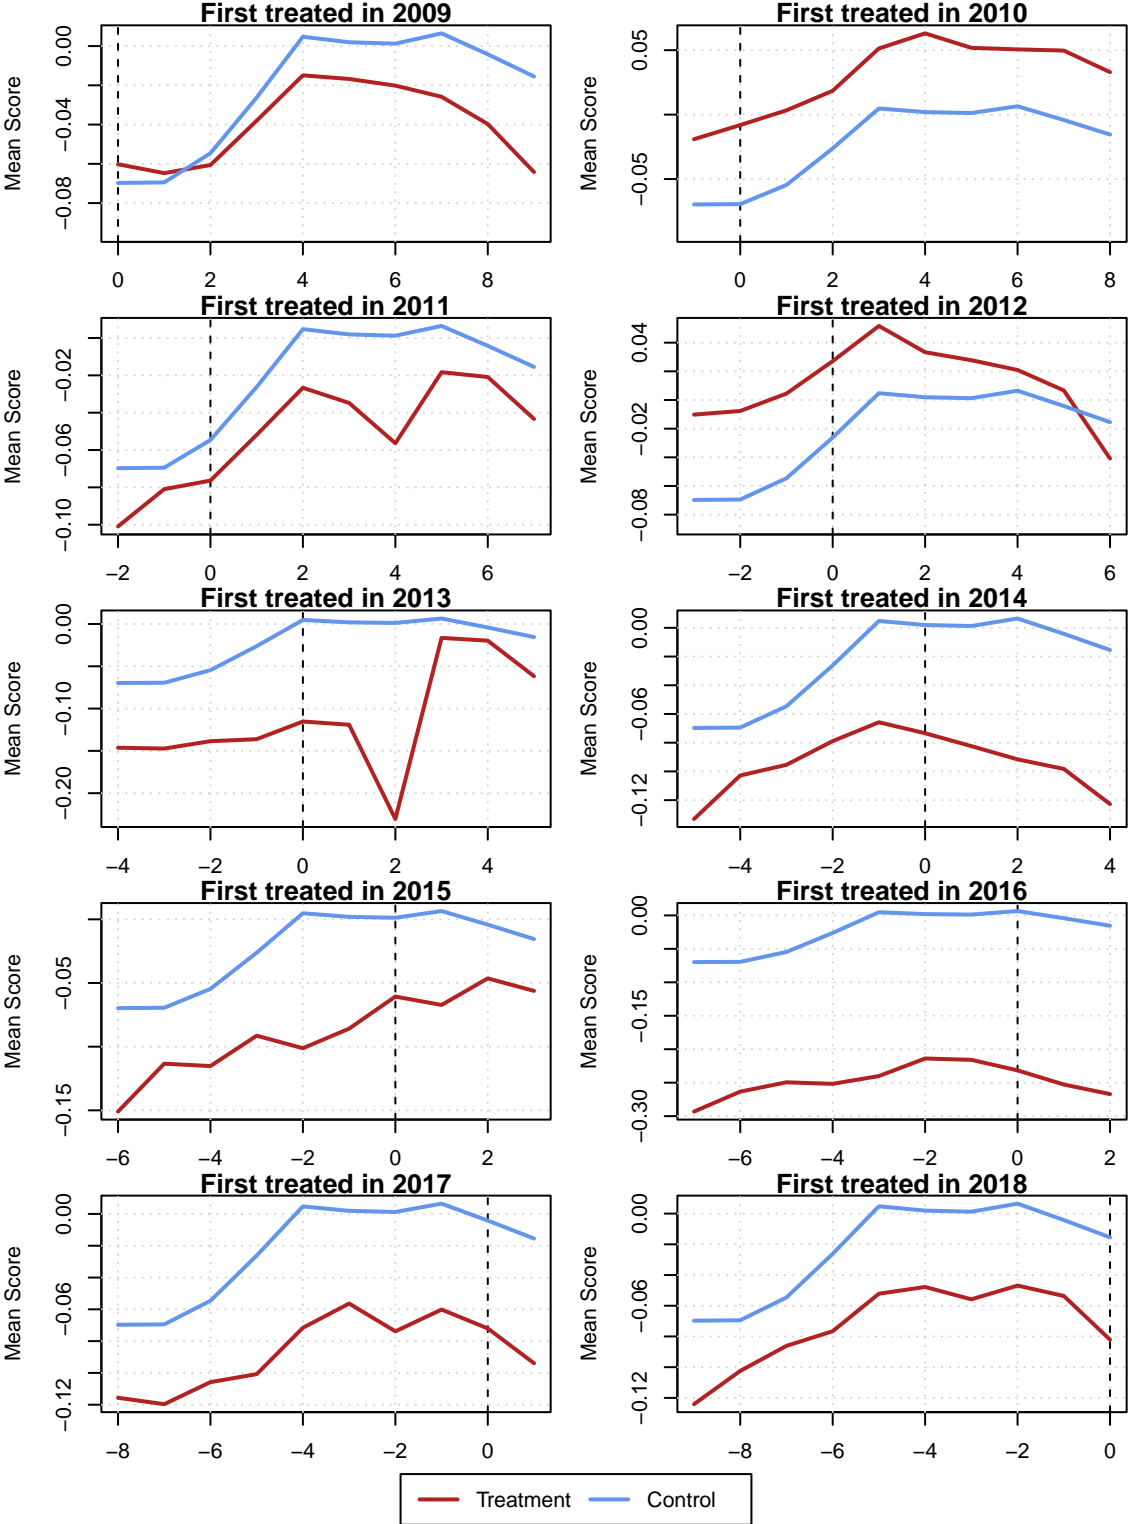 First treated in 2009
Mean Score
0.00
−0.04
−0.08
0 2 4 6 8
First treated in 2010
Mean Score
0.05
−0.05
0 2 4 6 8
First treated in 2011
Mean Score
−0.02
−0.06
−0.10
−2 0 2 4 6
First treated in 2012
Mean Score
0.04
−0.02
−0.08
−2 0 2 4 6
First treated in 2013
Mean Score
0.00
−0.10
−0.20
−4 −2 0 2 4
First treated in 2014
Mean Score
0.00
−0.06
−0.12
−4 −2 0 2 4
First treated in 2015
Mean Score
−0.05
−0.15
−6 −4 −2 0 2
First treated in 2016
Mean Score
0.00
−0.15
−0.30
−6 −4 −2 0 2
First treated in 2017
Mean Score
0.00
−0.06
−0.12
−8 −6 −4 −2 0
First treated in 2018
Mean Score
0.00
−0.06
−0.12
−8 −6 −4 −2 0
Treatment Control